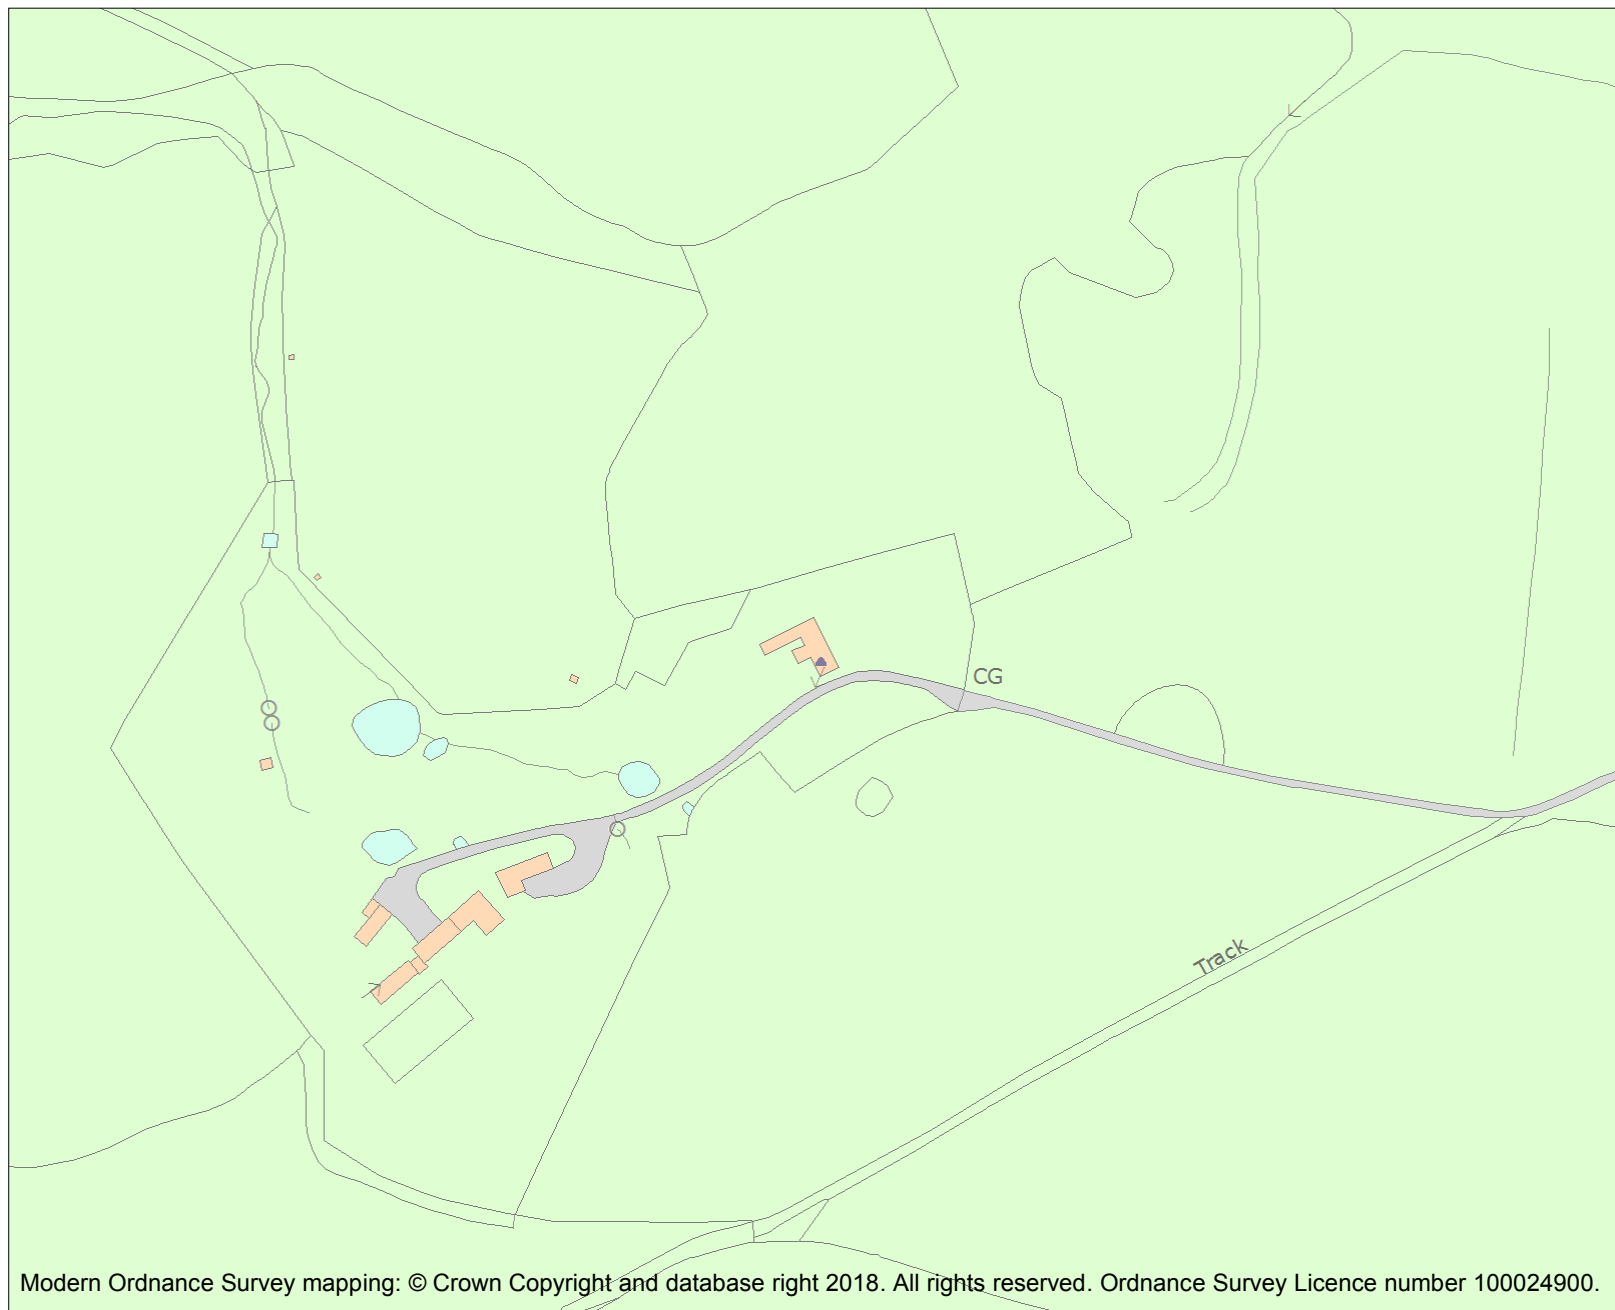 CG
Track
Modern Ordnance Survey mapping: © Crown Copyright and database right 2018. All rights reserved. Ordnance Survey Licence number 100024900.